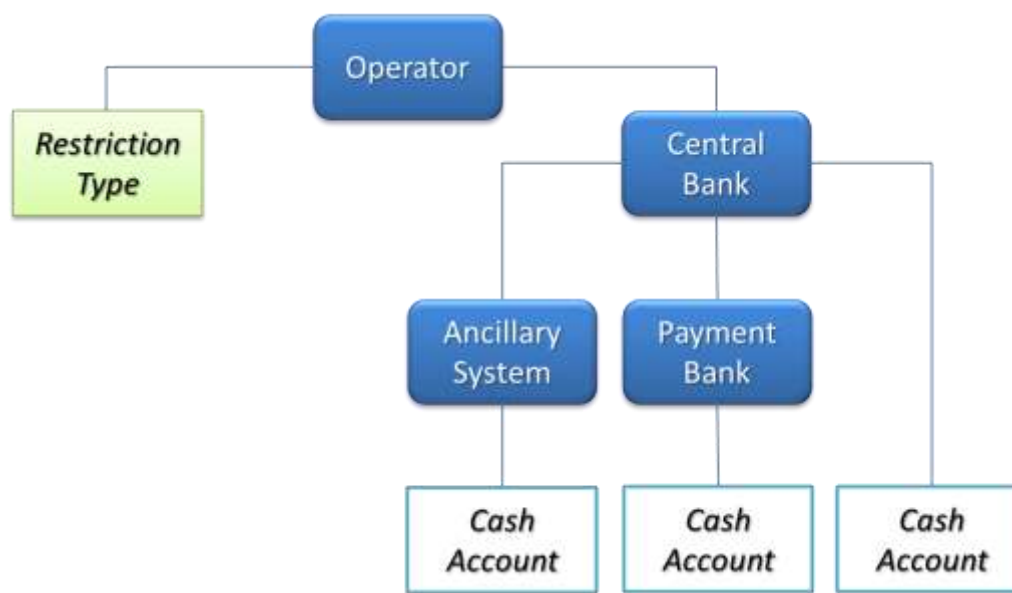 Operator
Restriction
Type
Central
Bank
Ancillary
System
Payment
Bank
Cash
Account
Cash
Account
Cash
Account